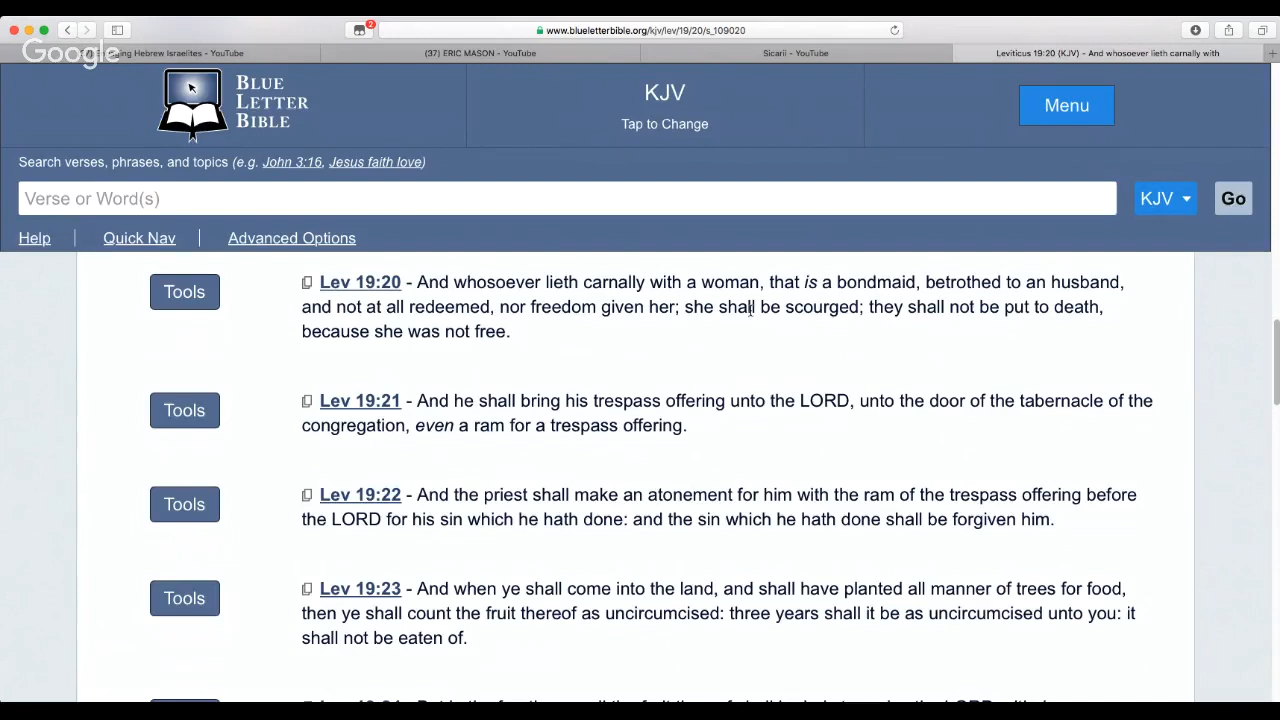 2
www.blueletterbible.org/kjv/lev/19/20/s_109020
Google
ging Hebrew Israelites - YouTube
(37) ERIC MASON - YouTube
Sicarii - YouTube
Leviticus 19:20 (KJV) - And whosoever lieth carnally with
BLUE
LETTER
BIBLE
KJV
Tap to Change
Menu
Search verses, phrases, and topics (e.g. John 3:16, Jesus faith love)
Verse or Word(s)
KJV
Go
Help
Quick Nav
Advanced Options
Tools
Lev 19:20 - And whosoever lieth carnally with a woman, that is a bondmaid, betrothed to an husband,
and not at all redeemed, nor freedom given her; she shall be scourged; they shall not be put to death,
because she was not free.
Tools
Lev 19:21 - And he shall bring his trespass offering unto the LORD, unto the door of the tabernacle of the
congregation, even a ram for a trespass offering.
Tools
Lev 19:22 - And the priest shall make an atonement for him with the ram of the trespass offering before
the LORD for his sin which he hath done: and the sin which he hath done shall be forgiven him.
Tools
Lev 19:23 - And when ye shall come into the land, and shall have planted all manner of trees for food,
then ye shall count the fruit thereof as uncircumcised: three years shall it be as uncircumcised unto you: it
shall not be eaten of.